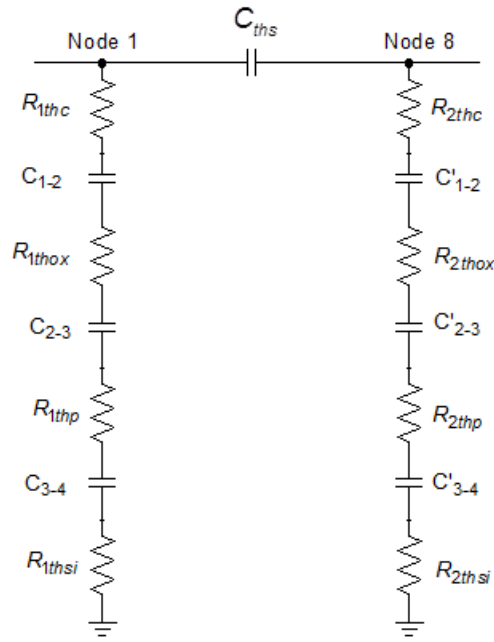 C_ths
Node 1
Node 8
R_1thc
R_2thc
C_1-2
C'_1-2
R_1thox
R_2thox
C_2-3
C'_2-3
R_1thp
R_2thp
C_3-4
C'_3-4
R_1thsi
R_2thsi